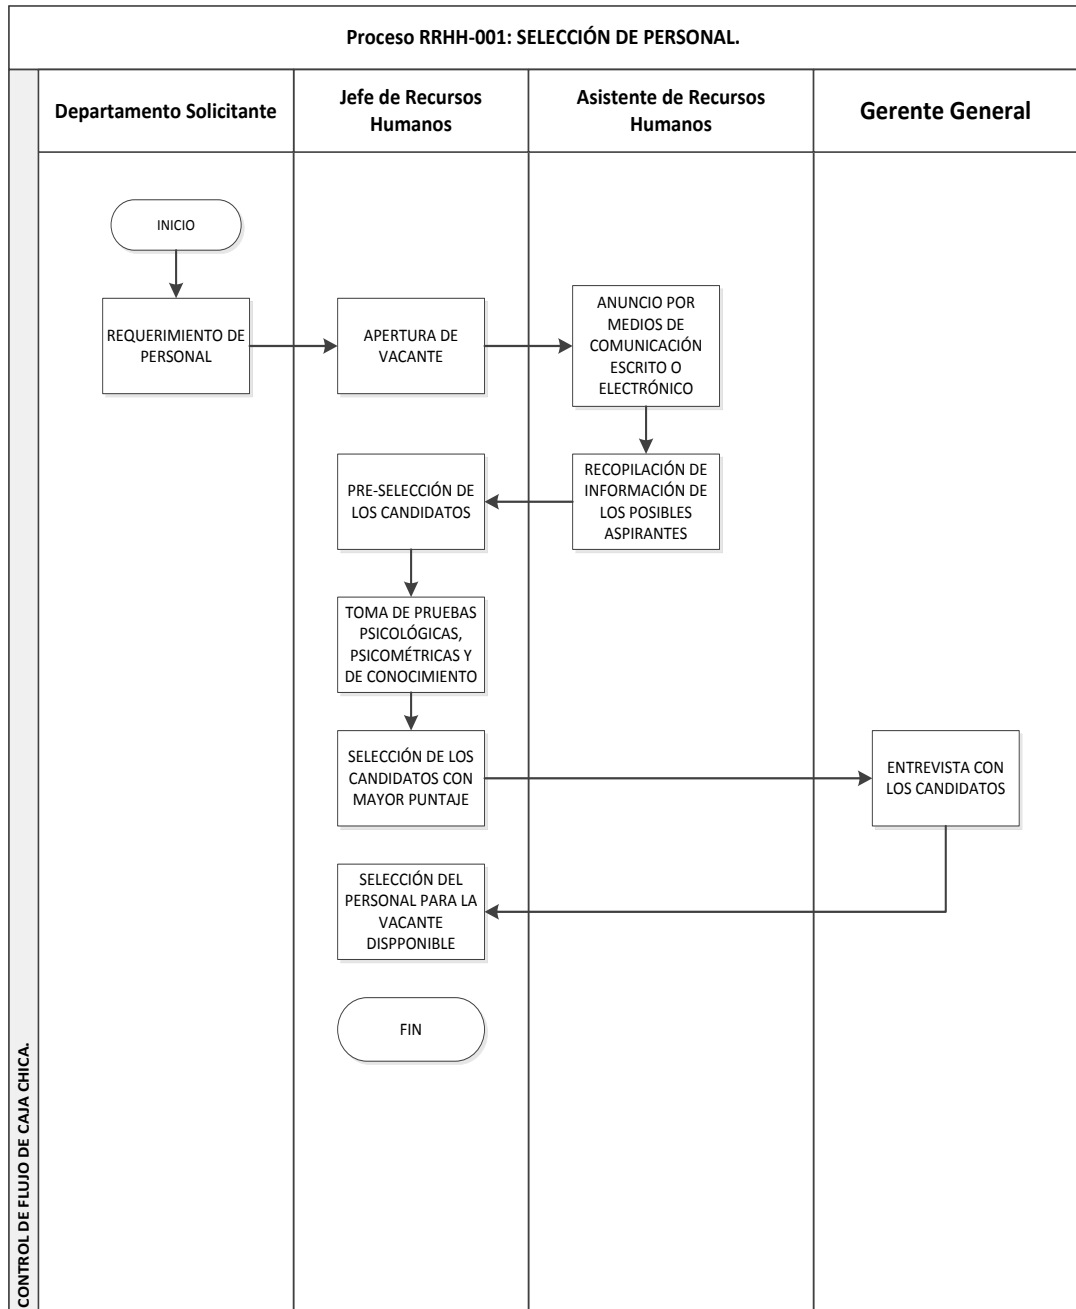 Proceso RRHH-001: SELECCIÓN DE PERSONAL.
Departamento Solicitante
Jefe de Recursos
Humanos
Asistente de Recursos
Humanos
Gerente General
INICIO
REQUERIMIENTO DE
PERSONAL
APERTURA DE
VACANTE
ANUNCIO POR
MEDIOS DE
COMUNICACIÓN
ESCRITO O
ELECTRÓNICO
RECOPILACIÓN DE
INFORMACIÓN DE
LOS POSIBLES
ASPIRANTES
PRE-SELECCIÓN DE
LOS CANDIDATOS
TOMA DE PRUEBAS
PSICOLÓGICAS,
PSICOMÉTRICAS Y
DE CONOCIMIENTO
SELECCIÓN DE LOS
CANDIDATOS CON
MAYOR PUNTAJE
ENTREVISTA CON
LOS CANDIDATOS
SELECCIÓN DEL
PERSONAL PARA LA
VACANTE
DISPPONIBLE
FIN
CONTROL DE FLUJO DE CAJA CHICA.